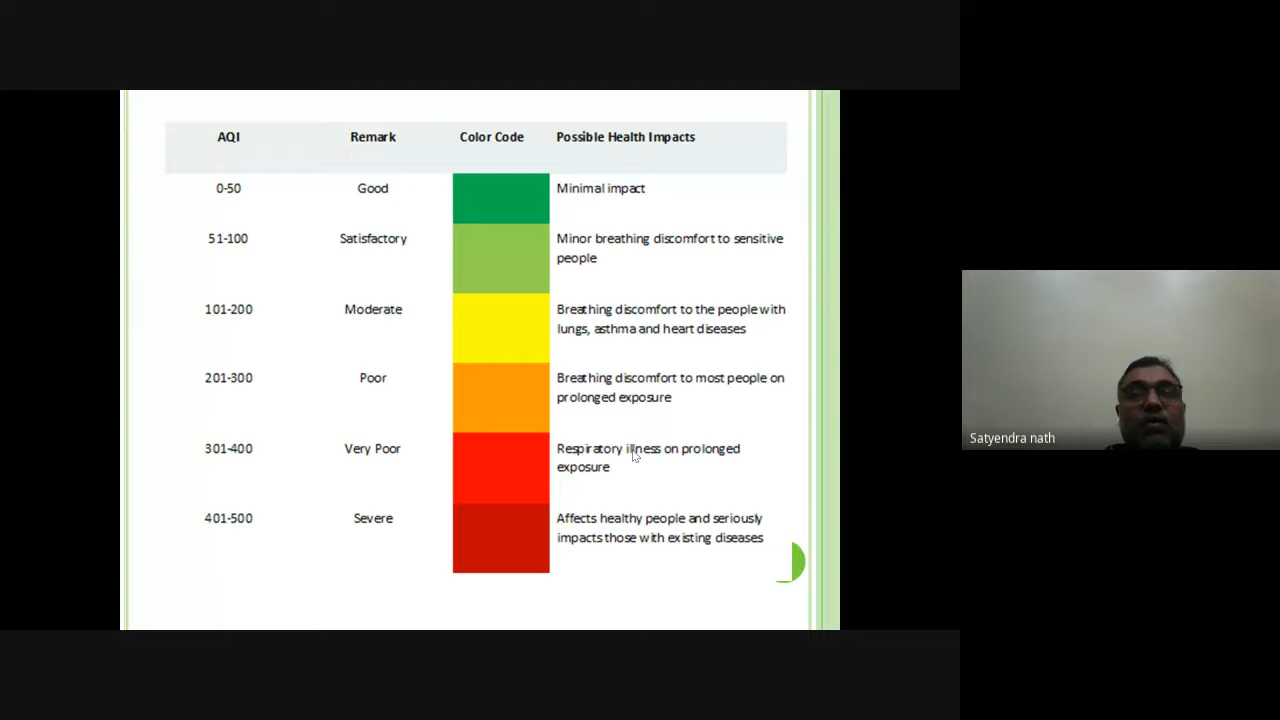 AQI Remark Color Code Possible Health Impacts
0-50 Good Minimal impact
51-100 Satisfactory Minor breathing discomfort to sensitive
people
101-200 Moderate Breathing discomfort to the people with
lungs, asthma and heart diseases
201-300 Poor Breathing discomfort to most people on
prolonged exposure
301-400 Very Poor Respiratory illness on prolonged
exposure
401-500 Severe Affects healthy people and seriously
impacts those with existing diseases
Satyendra nath